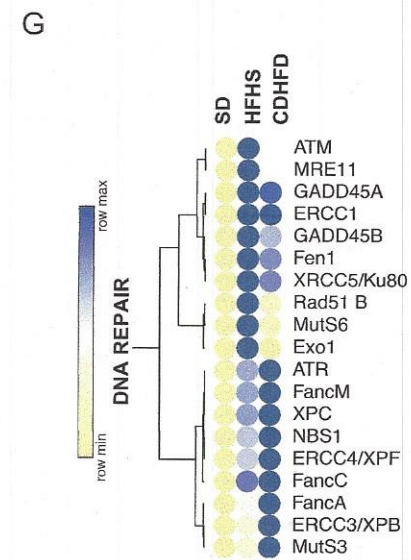 G
SD
HFHS
CDHFD
row max
row min
DNA REPAIR
ATM
MRE11
GADD45A
ERCC1
GADD45B
Fen1
XRCC5/Ku80
Rad51 B
MutS6
Exo1
ATR
FancM
XPC
NBS1
ERCC4/XPF
FancC
FancA
ERCC3/XPB
MutS3